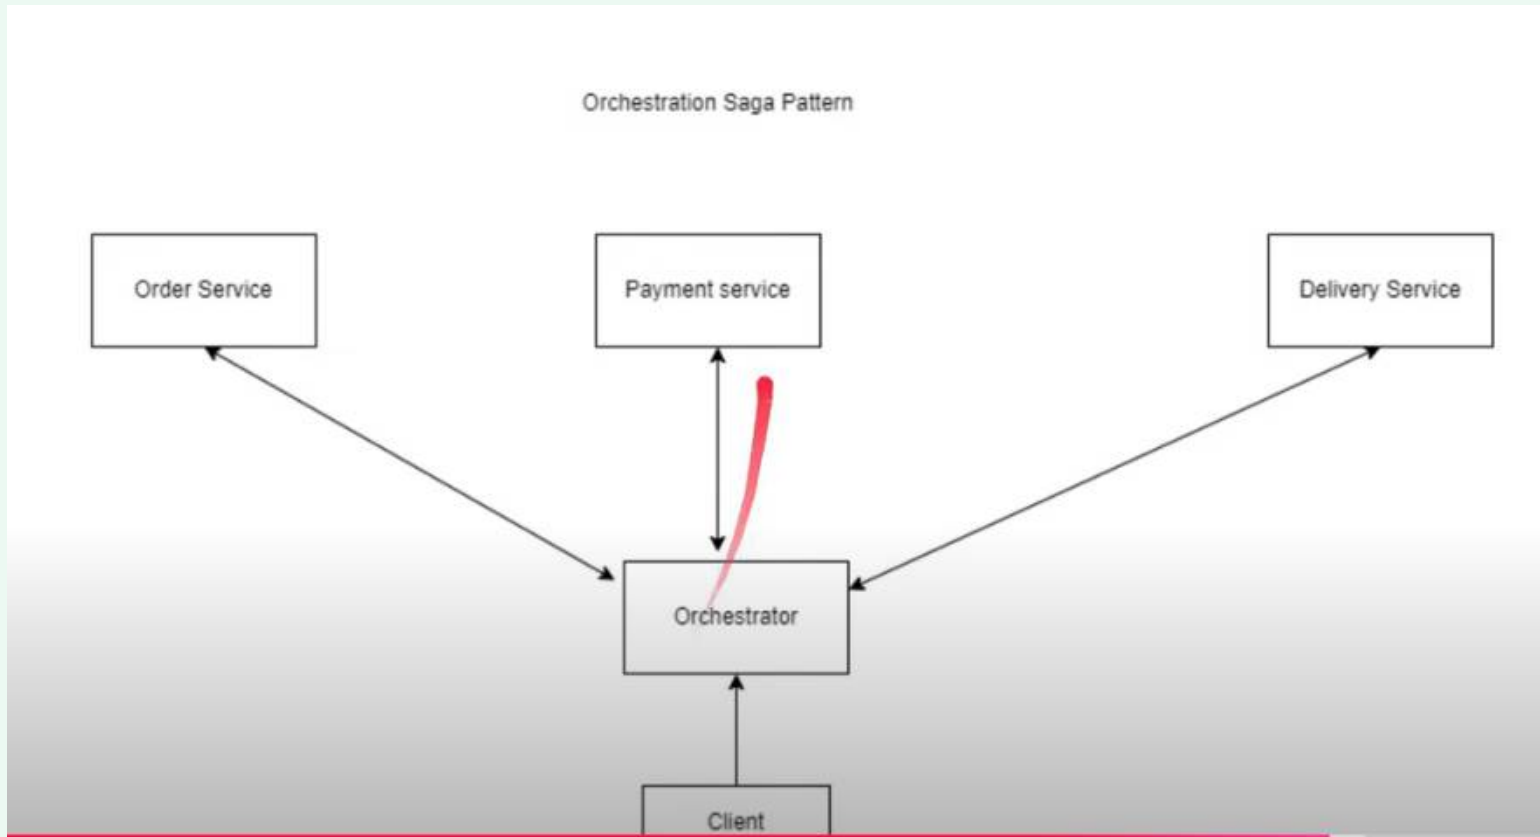 Orchestration Saga Pattern
Order Service
Payment service
Delivery Service
Orchestrator
Client